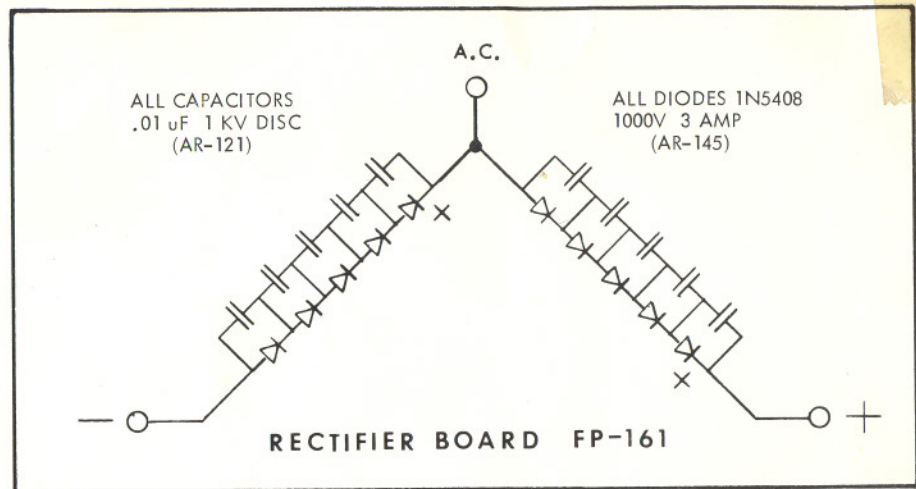 A.C.
ALL CAPACITORS
.01 uF 1 KV DISC
(AR-121)
ALL DIODES 1N5408
1000V 3 AMP
(AR-145)
X
X
— +
RECTIFIER BOARD FP-161